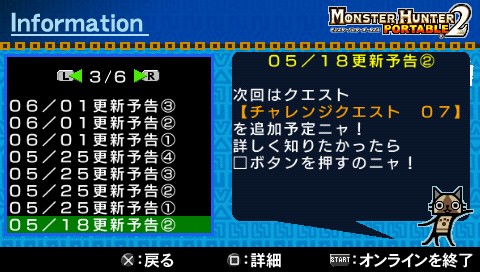 Information
MONSTER HUNTER
PORTABLE 2
L 3/6 R
06/01更新予告③
06/01更新予告②
06/01更新予告①
05/25更新予告④
05/25更新予告③
05/25更新予告②
05/25更新予告①
05/18更新予告②
05/18更新予告②
次回はクエスト
【チャレンジクエスト 07】
を追加予定ニャ!
詳しく知りたかったら
□ボタンを押すのニャ!
×:戻る
□:詳細
START:オンラインを終了